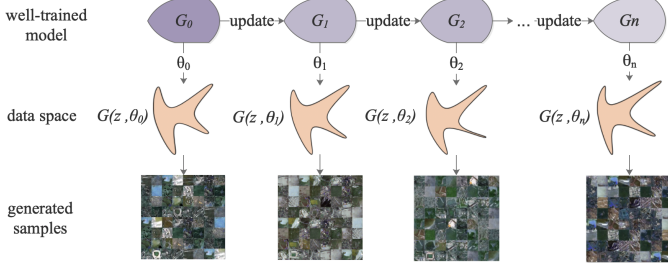 well-trained
model
G0 update G1 update G2 ... update Gn
θ0 θ1 θ2 θn
data space
G(z ,θ0) G(z ,θ1) G(z ,θ2) G(z ,θn)
generated
samples